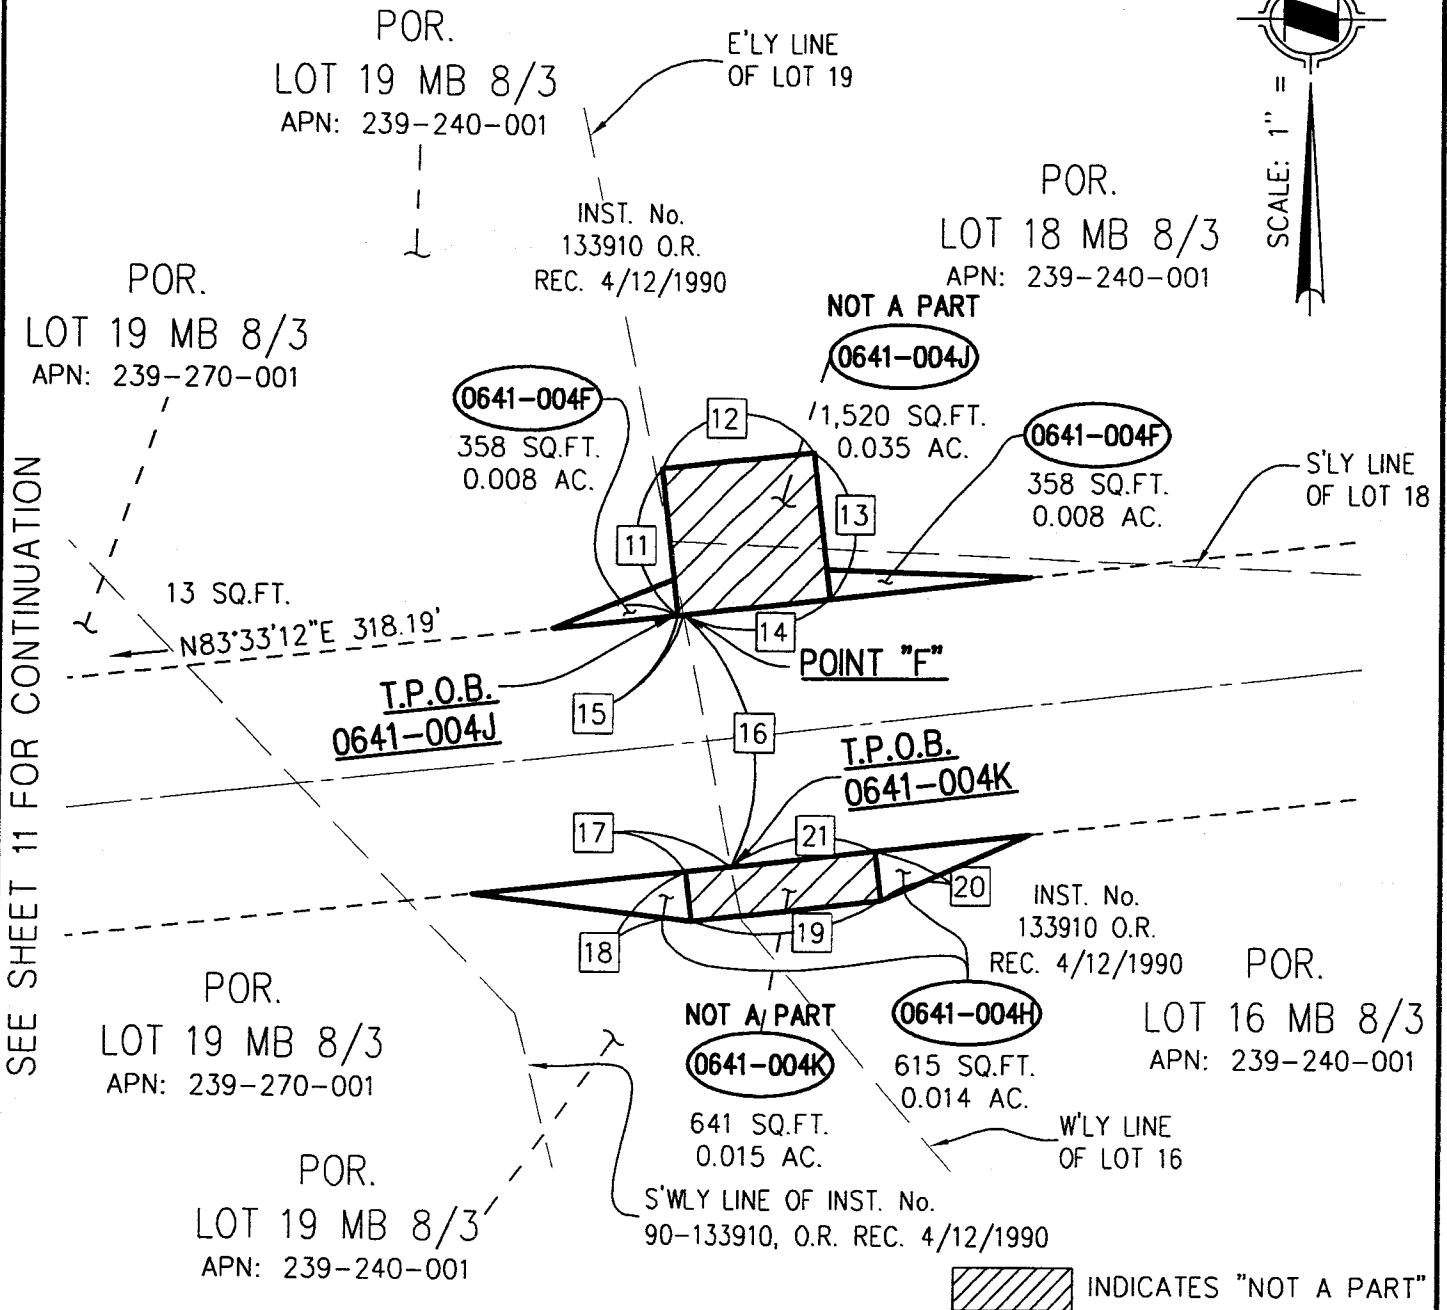 POR.
LOT 19 MB 8/3
APN: 239-240-001
E'LY LINE
OF LOT 19
SCALE: 1" =
INST. No.
133910 O.R.
REC. 4/12/1990
POR.
LOT 18 MB 8/3
APN: 239-240-001
POR.
LOT 19 MB 8/3
APN: 239-270-001
NOT A PART
0641-004J
1,520 SQ.FT.
0.035 AC.
0641-004F
358 SQ.FT.
0.008 AC.
12
0641-004F
358 SQ.FT.
0.008 AC.
S'LY LINE
OF LOT 18
11
13
SEE SHEET 11 FOR CONTINUATION
13 SQ.FT.
N83°33'12"E 318.19'
14
POINT "F"
T.P.O.B.
0641-004J
15
16
T.P.O.B.
0641-004K
17
21
20
18
19
INST. No.
133910 O.R.
REC. 4/12/1990
POR.
LOT 19 MB 8/3
APN: 239-270-001
NOT A PART
0641-004K
641 SQ.FT.
0.015 AC.
0641-004H
615 SQ.FT.
0.014 AC.
POR.
LOT 16 MB 8/3
APN: 239-240-001
W'LY LINE
OF LOT 16
POR.
LOT 19 MB 8/3
APN: 239-240-001
S'WLY LINE OF INST. No.
90-133910, O.R. REC. 4/12/1990
INDICATES "NOT A PART"